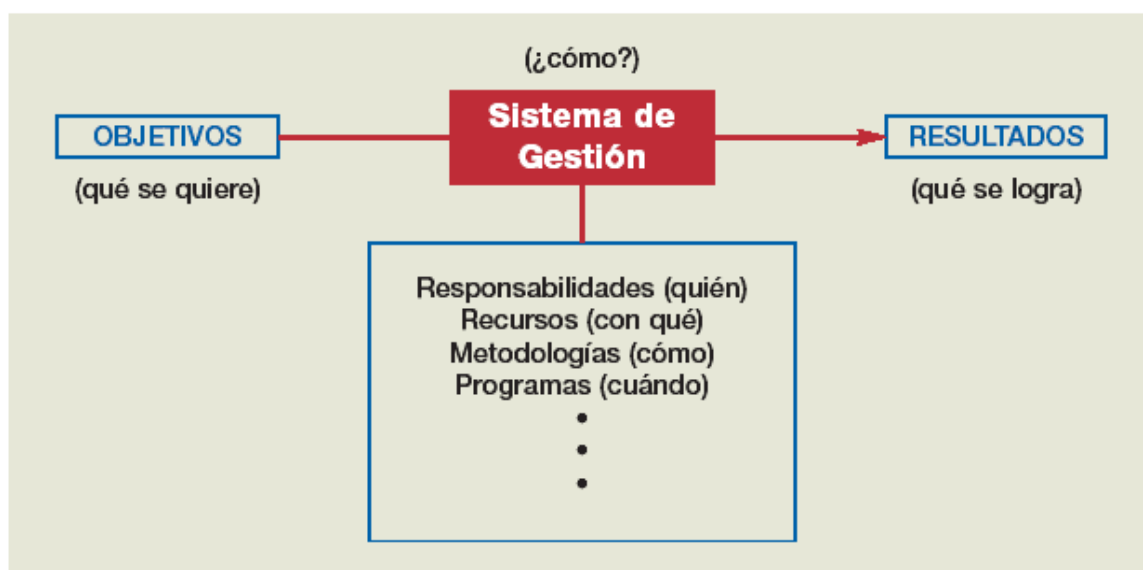 (¿cómo?)
Sistema de
Gestión
OBJETIVOS
RESULTADOS
(qué se quiere)
(qué se logra)
Responsabilidades (quién)
Recursos (con qué)
Metodologías (cómo)
Programas (cuándo)
•
•
•